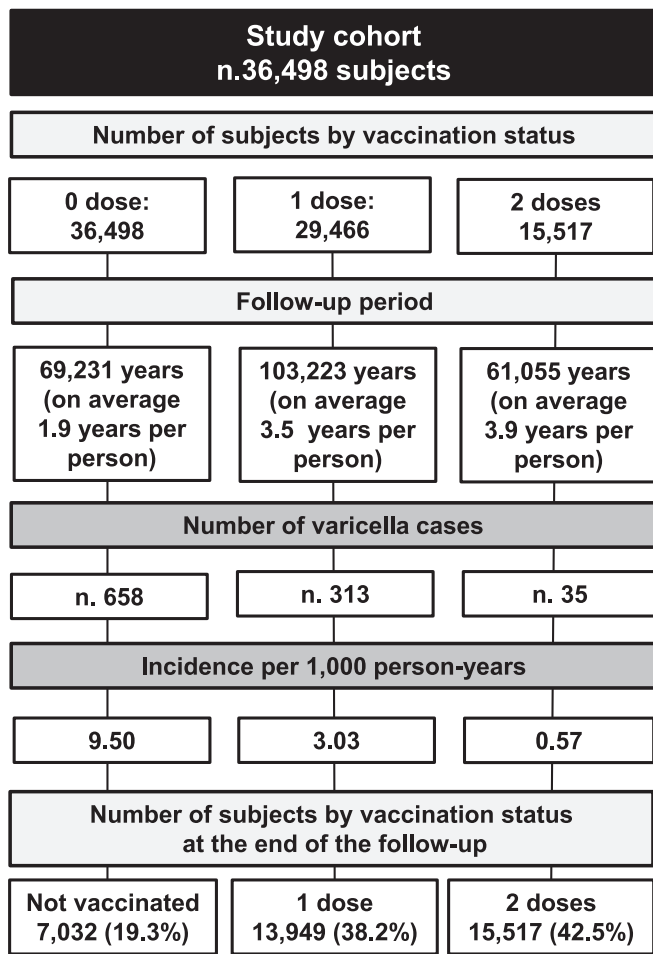 Study cohort
n.36,498 subjects
Number of subjects by vaccination status
0 dose:
36,498
1 dose:
29,466
2 doses
15,517
Follow-up period
69,231 years
(on average
1.9 years per
person)
103,223 years
(on average
3.5 years per
person)
61,055 years
(on average
3.9 years per
person)
Number of varicella cases
n. 658
n. 313
n. 35
Incidence per 1,000 person-years
9.50
3.03
0.57
Number of subjects by vaccination status
at the end of the follow-up
Not vaccinated
7,032 (19.3%)
1 dose
13,949 (38.2%)
2 doses
15,517 (42.5%)